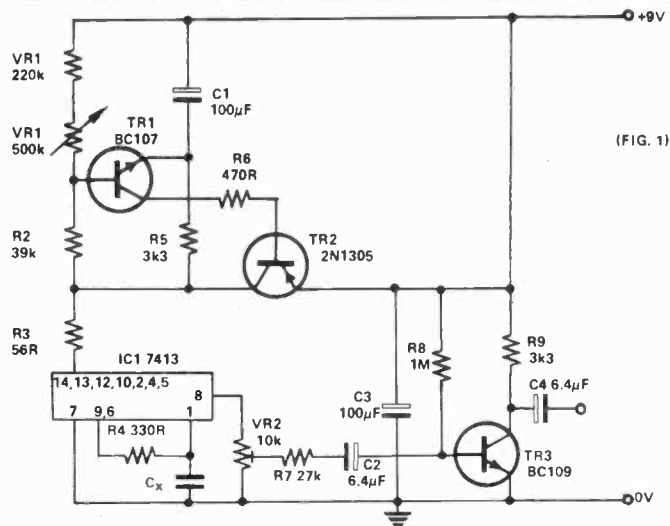 +9V
VR1
220k
C1
100µF
TR1
BC107
VR1
500k
(FIG. 1)
R6
470R
R2
39k
R5
3k3
TR2
2N1305
R3
56R
R8
1M
R9
3k3
IC1 7413
14,13,12,10,2,4,5
7 9,6 1 8
C3
100µF
C4 6.4µF
R4 330R
VR2
10k
Cx
R7 27k
C2
6.4µF
TR3
BC109
0V